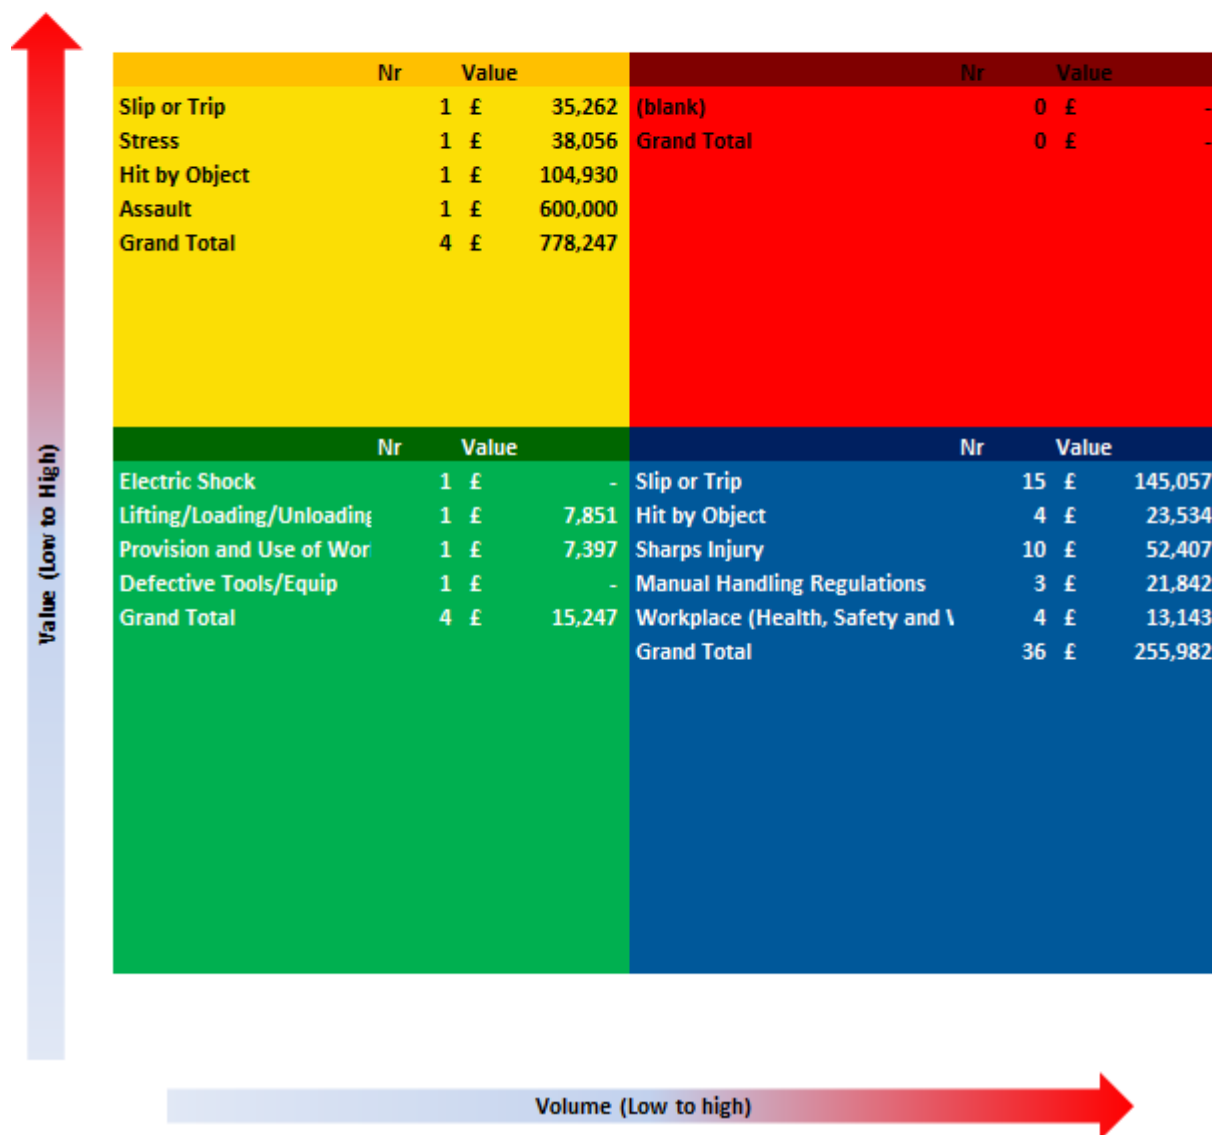 Nr Value
Slip or Trip 1 £ 35,262
Stress 1 £ 38,056
Hit by Object 1 £ 104,930
Assault 1 £ 600,000
Grand Total 4 £ 778,247
Nr Value
(blank) 0 £ -
Grand Total 0 £ -
Nr Value
Electric Shock 1 £ -
Lifting/Loading/Unloading 1 £ 7,851
Provision and Use of Wor 1 £ 7,397
Defective Tools/Equip 1 £ -
Grand Total 4 £ 15,247
Nr Value
Slip or Trip 15 £ 145,057
Hit by Object 4 £ 23,534
Sharps Injury 10 £ 52,407
Manual Handling Regulations 3 £ 21,842
Workplace (Health, Safety and 4 £ 13,143
Grand Total 36 £ 255,982
Value (Low to High)
Volume (Low to high)